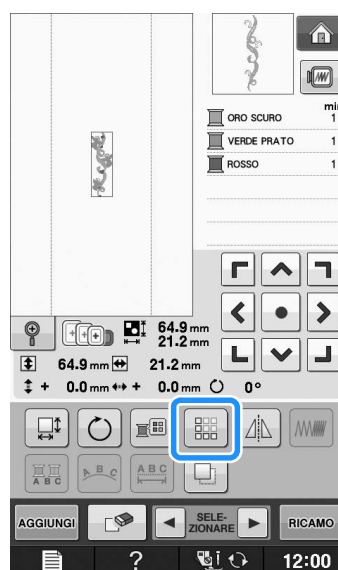 min
ORO SCURO 1
VERDE PRATO 1
ROSSO 1
64.9 mm
21.2 mm
64.9 mm 21.2 mm
+ 0.0 mm + 0.0 mm 0°
A B C A B C A B C
AGGIUNGI SELE-
ZIONARE RICAMO
? 12:00